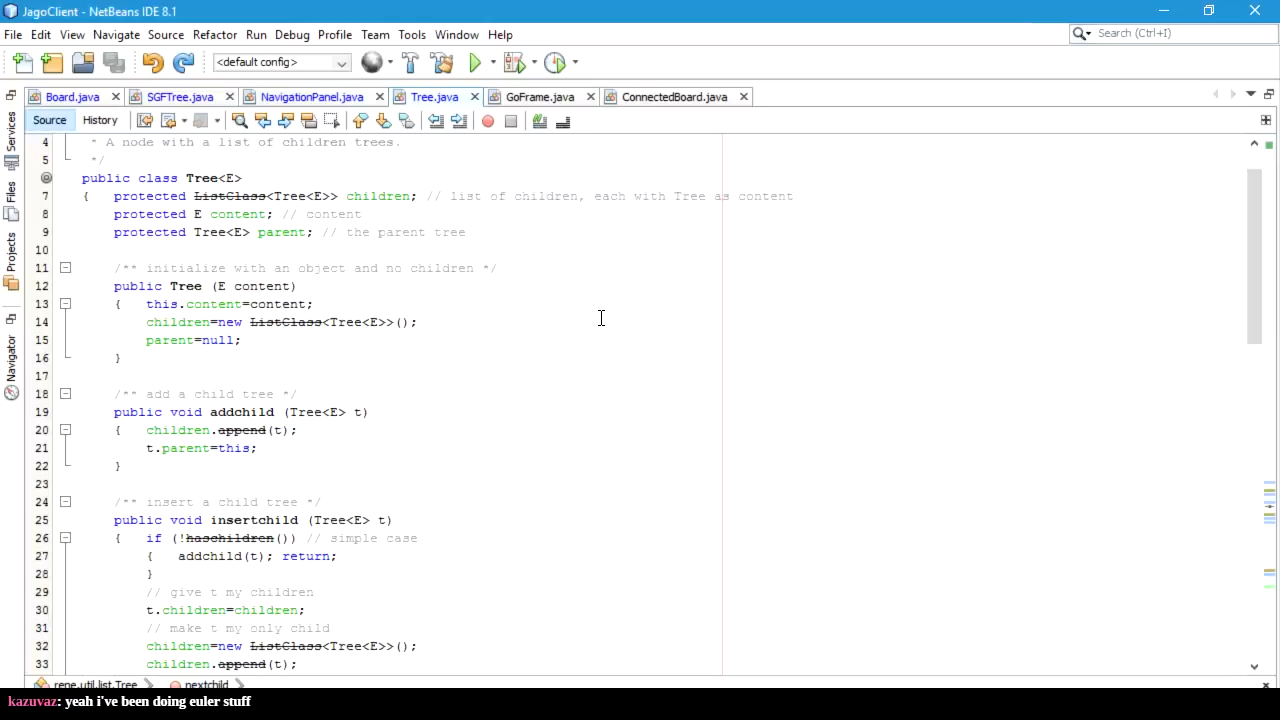 JagoClient - NetBeans IDE 8.1
File Edit View Navigate Source Refactor Run Debug Profile Team Tools Window Help
Search (Ctrl+I)
<default config>
Board.java SGFTree.java NavigationPanel.java Tree.java GoFrame.java ConnectedBoard.java
Source History
Services
Files
Projects
Navigator
4 * A node with a list of children trees.
5 */
public class Tree<E>
7 { protected ListClass<Tree<E>> children; // list of children, each with Tree as content
8 protected E content; // content
9 protected Tree<E> parent; // the parent tree
10
11 /** initialize with an object and no children */
12 public Tree (E content)
13 { this.content=content;
14 children=new ListClass<Tree<E>>();
15 parent=null;
16 }
17
18 /** add a child tree */
19 public void addchild (Tree<E> t)
20 { children.append(t);
21 t.parent=this;
22 }
23
24 /** insert a child tree */
25 public void insertchild (Tree<E> t)
26 { if (!haschildren()) // simple case
27 { addchild(t); return;
28 }
29 // give t my children
30 t.children=children;
31 // make t my only child
32 children=new ListClass<Tree<E>>();
33 children.append(t);
rene.util.list.Tree nextchild
kazuvaz: yeah i've been doing euler stuff